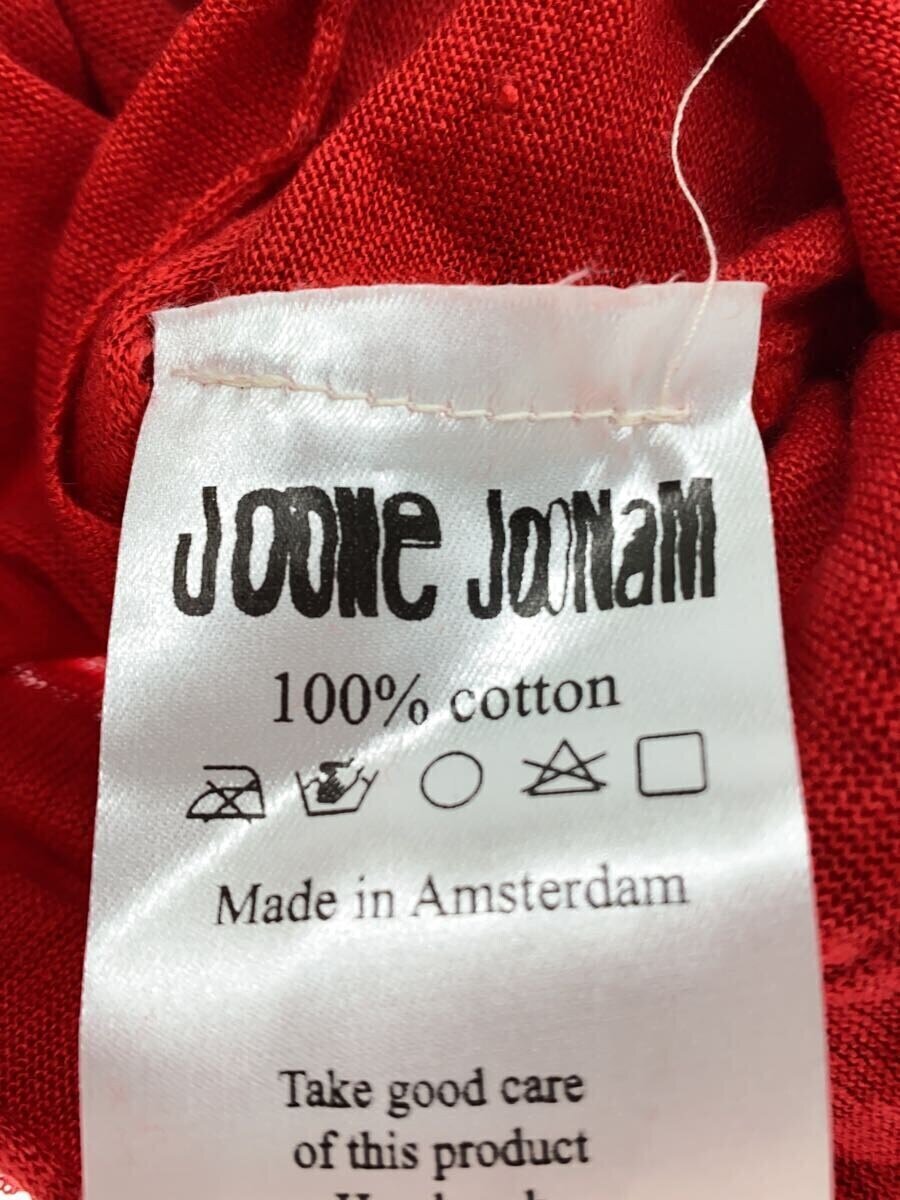 JOONe JOONaM
100% cotton
Made in Amsterdam
Take good care
of this product